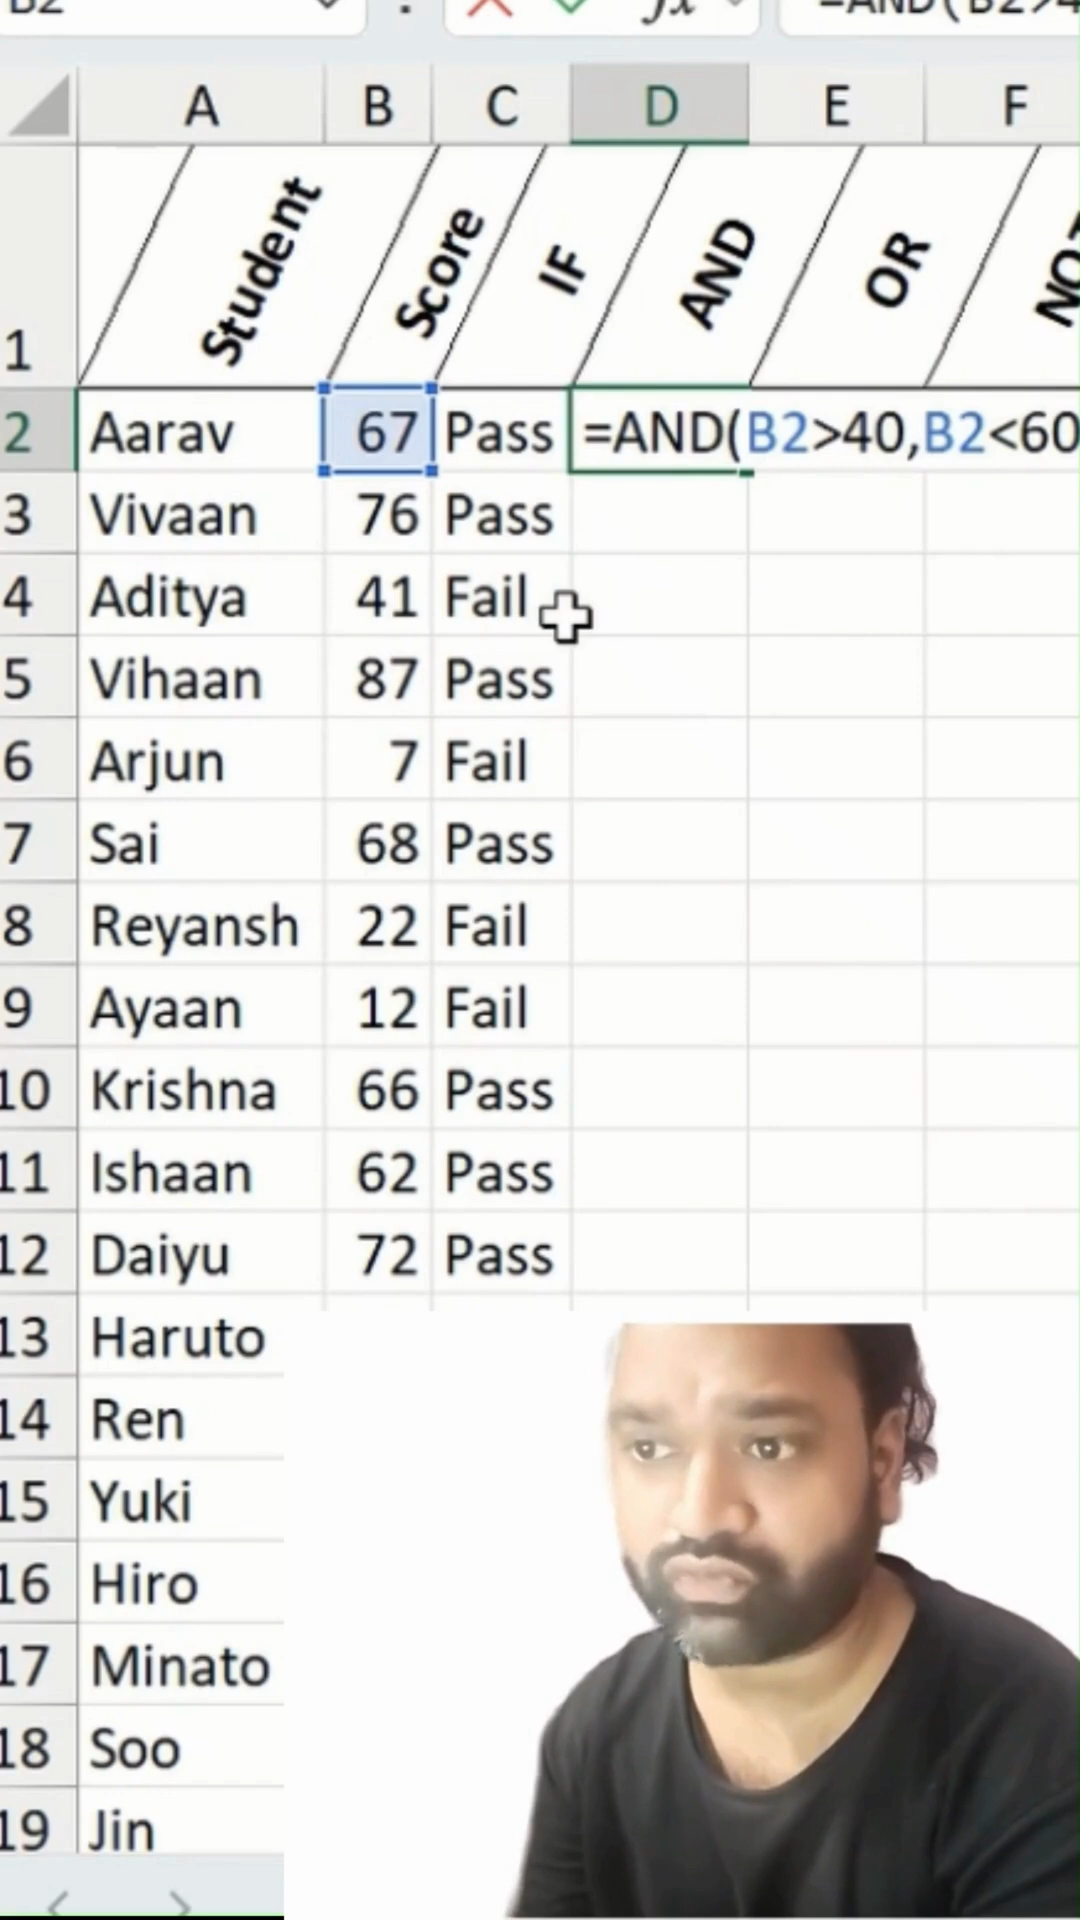 A B C D E F
Student Score IF AND OR
1
2 Aarav 67 Pass =AND(B2>40,B2<60
3 Vivaan 76 Pass
4 Aditya 41 Fail
5 Vihaan 87 Pass
6 Arjun 7 Fail
7 Sai 68 Pass
8 Reyansh 22 Fail
9 Ayaan 12 Fail
10 Krishna 66 Pass
11 Ishaan 62 Pass
12 Daiyu 72 Pass
13 Haruto
14 Ren
15 Yuki
16 Hiro
17 Minato
18 Soo
19 Jin